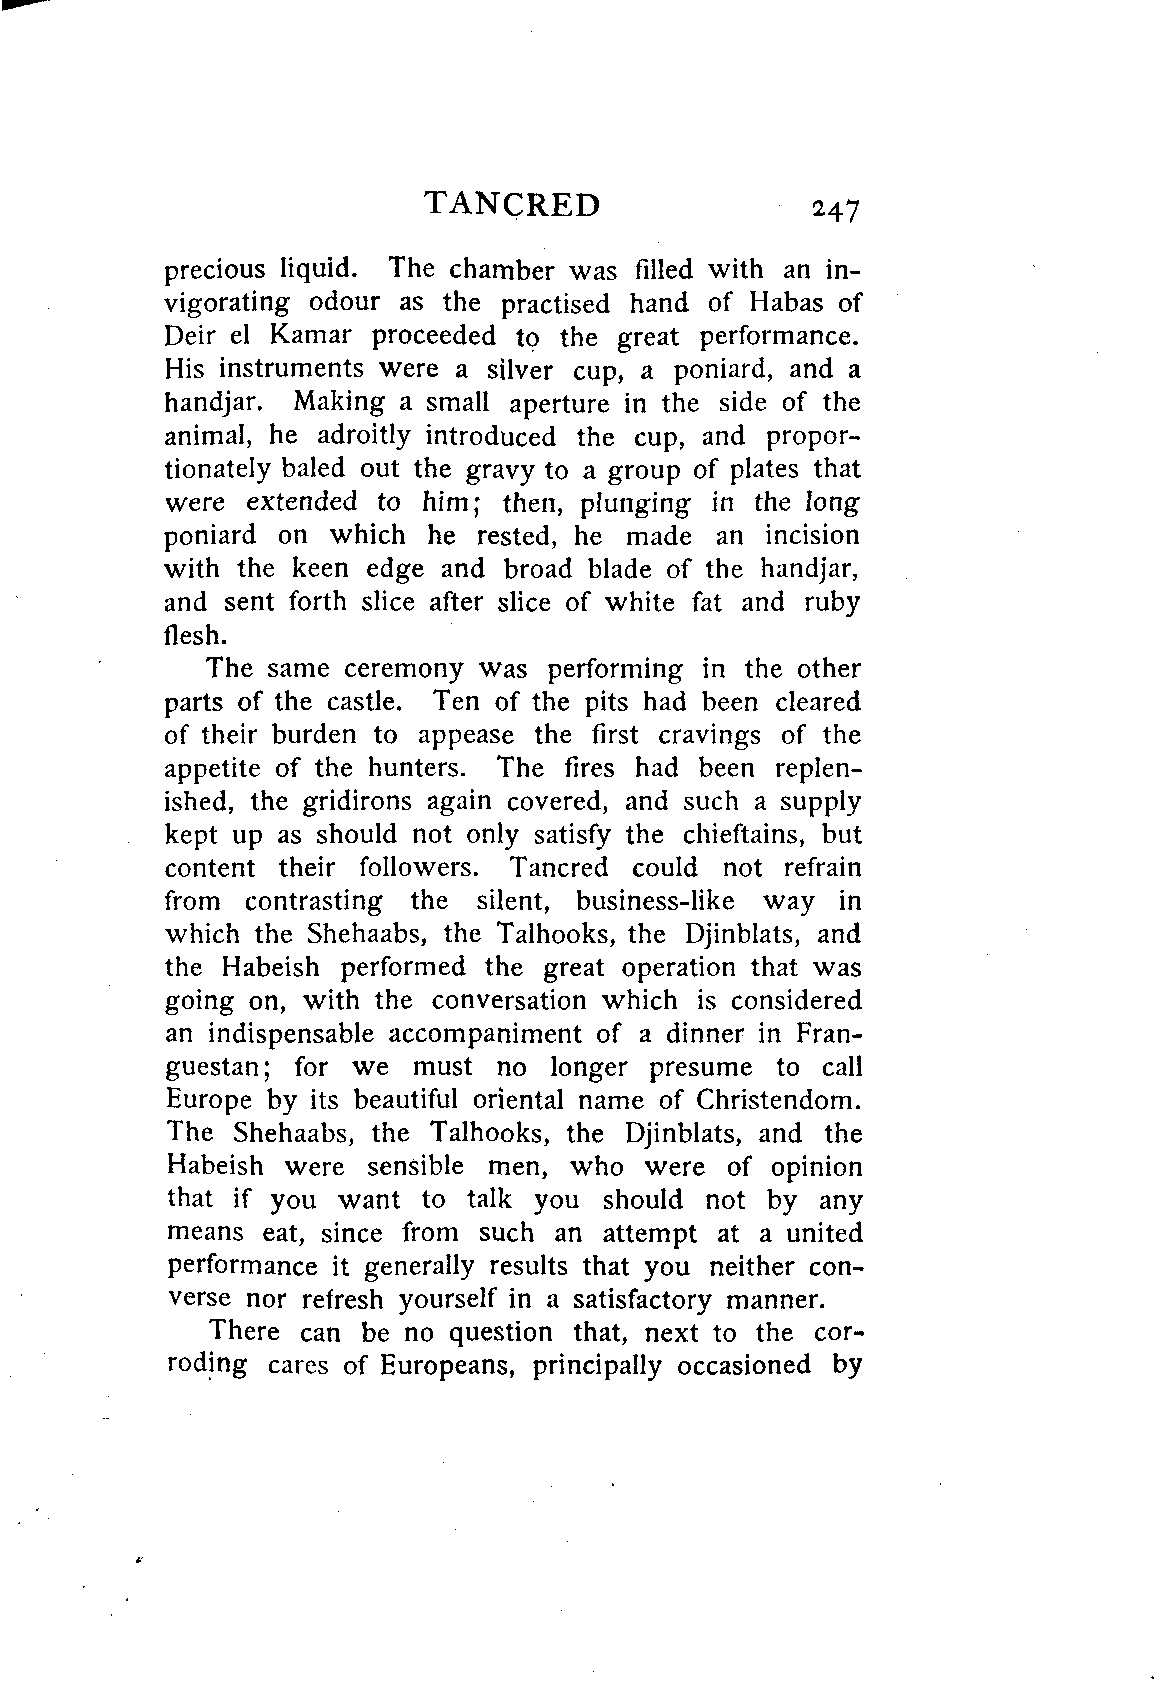 TANCRED 247
precious liquid. The chamber was filled with an in-
vigorating odour as the practised hand of Habas of
Deir el Kamar proceeded to the great performance.
His instruments were a silver cup, a poniard, and a
handjar. Making a small aperture in the side of the
animal, he adroitly introduced the cup, and propor-
tionately baled out the gravy to a group of plates that
were extended to him; then, plunging in the long
poniard on which he rested, he made an incision
with the keen edge and broad blade of the handjar,
and sent forth slice after slice of white fat and ruby
flesh.
The same ceremony was performing in the other
parts of the castle. Ten of the pits had been cleared
of their burden to appease the first cravings of the
appetite of the hunters. The fires had been replen-
ished, the gridirons again covered, and such a supply
kept up as should not only satisfy the chieftains, but
content their followers. Tancred could not refrain
from contrasting the silent, business-like way in
which the Shehaabs, the Talhooks, the Djinblats, and
the Habeish performed the great operation that was
going on, with the conversation which is considered
an indispensable accompaniment of a dinner in Fran-
guestan; for we must no longer presume to call
Europe by its beautiful oriental name of Christendom.
The Shehaabs, the Talhooks, the Djinblats, and the
Habeish were sensible men, who were of opinion
that if you want to talk you should not by any
means eat, since from such an attempt at a united
performance it generally results that you neither con-
verse nor refresh yourself in a satisfactory manner.
There can be no question that, next to the cor-
roding cares of Europeans, principally occasioned by